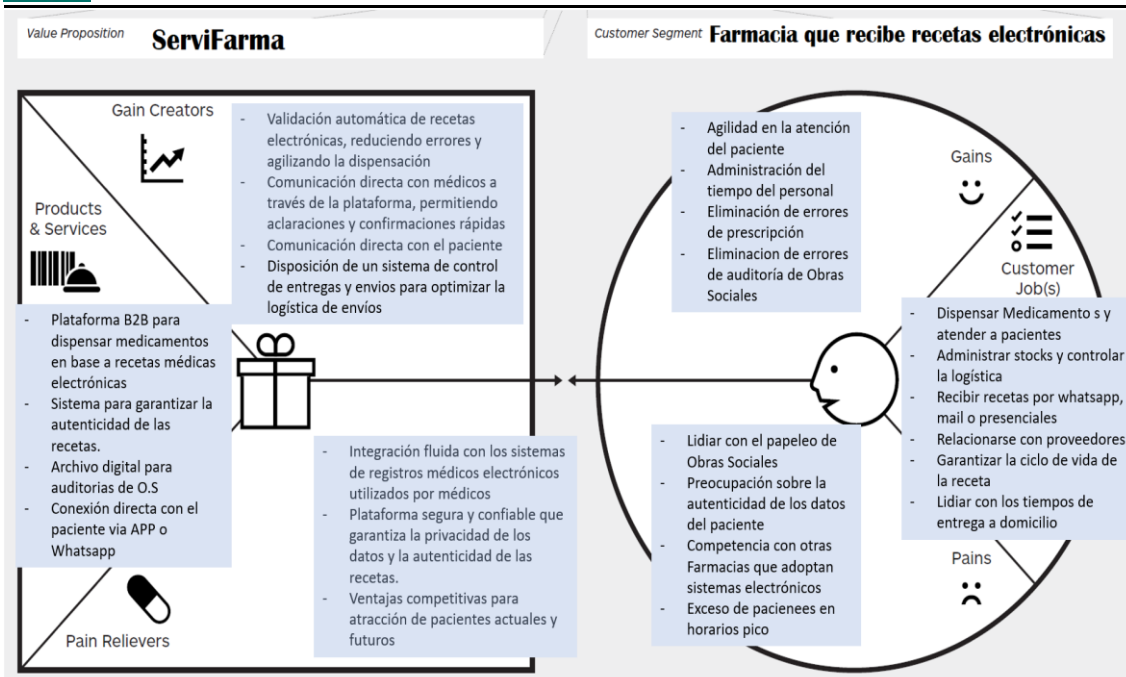 Value Proposition ServiFarma
Customer Segment Farmacia que recibe recetas electrónicas
Gain Creators
- Validación automática de recetas
electrónicas, reduciendo errores y
agilizando la dispensación
- Comunicación directa con médicos a
través de la plataforma, permitiendo
aclaraciones y confirmaciones rápidas
- Comunicación directa con el paciente
- Disposición de un sistema de control
de entregas y envios para optimizar la
logística de envíos
Products
& Services
- Plataforma B2B para
dispensar medicamentos
en base a recetas médicas
electrónicas
- Sistema para garantizar la
autenticidad de las
recetas.
- Archivo digital para
auditorias de O.S
- Conexión directa con el
paciente via APP o
Whatsapp
- Integración fluida con los sistemas
de registros médicos electrónicos
utilizados por médicos
- Plataforma segura y confiable que
garantiza la privacidad de los
datos y la autenticidad de las
recetas.
- Ventajas competitivas para
atracción de pacientes actuales y
futuros
Pain Relievers
- Agilidad en la atención
del paciente
- Administración del
tiempo del personal
- Eliminación de errores
de prescripción
- Eliminacion de errores
de auditoría de Obras
Sociales
Gains
Customer
Job(s)
- Dispensar Medicamento s y
atender a pacientes
- Administrar stocks y controlar
la logística
- Recibir recetas por whatsapp,
mail o presenciales
- Relacionarse con proveedores
- Garantizar la ciclo de vida de
la receta
- Lidiar con los tiempos de
entrega a domicilio
- Lidiar con el papeleo de
Obras Sociales
- Preocupación sobre la
autenticidad de los datos
del paciente
- Competencia con otras
Farmacias que adoptan
sistemas electrónicos
- Exceso de pacienees en
horarios pico
Pains